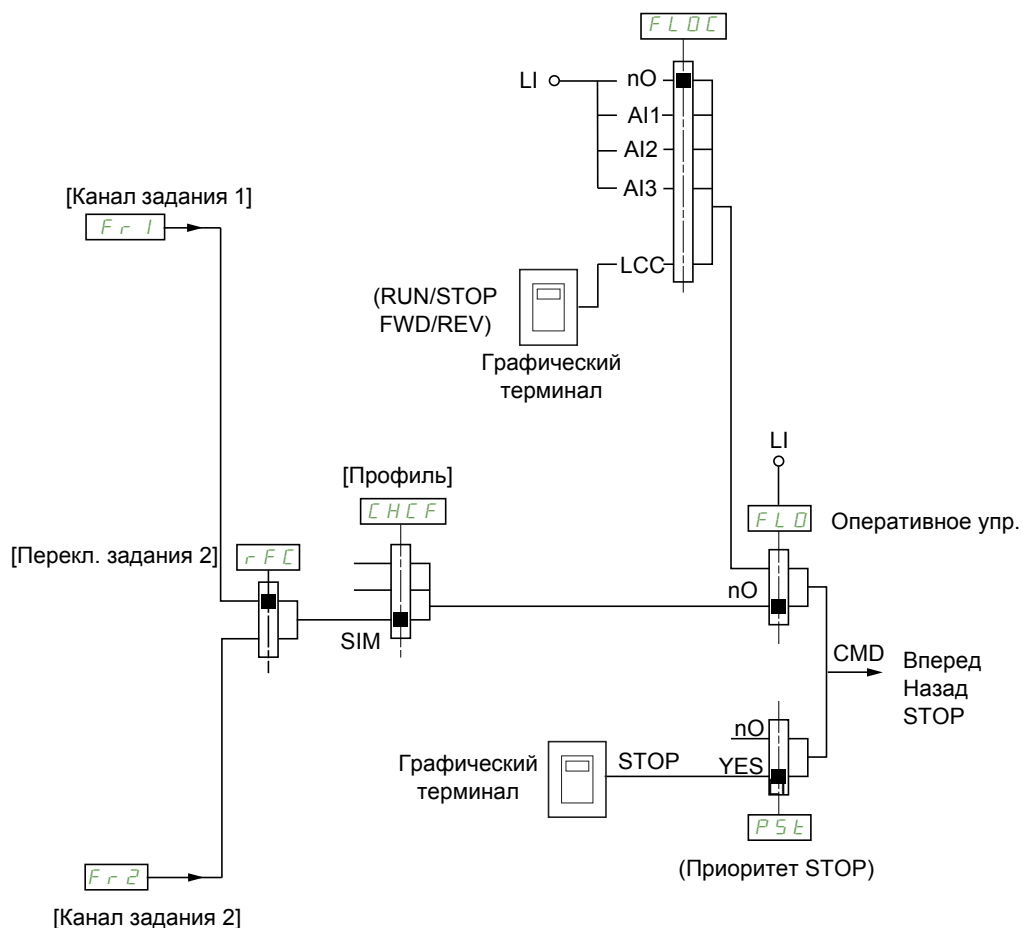 FLOC
LI
nO
AI1
AI2
AI3
[Канал задания 1]
Fr1
LCC
(RUN/STOP
FWD/REV)
Графический
терминал
LI
[Профиль]
CHCF
FLO
Оперативное упр.
[Перекл. задания 2]
rFC
nO
SIM
CMD
Вперед
Назад
STOP
nO
Графический
терминал
STOP
YES
PSt
(Приоритет STOP)
Fr2
[Канал задания 2]